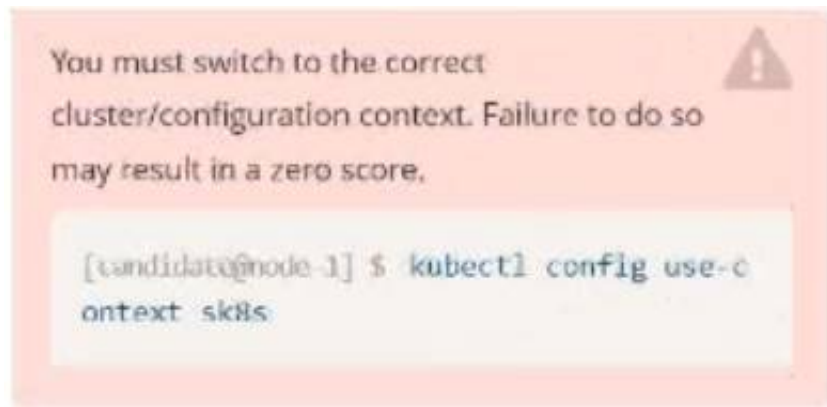 You must switch to the correct
cluster/configuration context. Failure to do so
may result in a zero score.
[candidate@node-1] $ kubectl config use-c
ontext sk8s